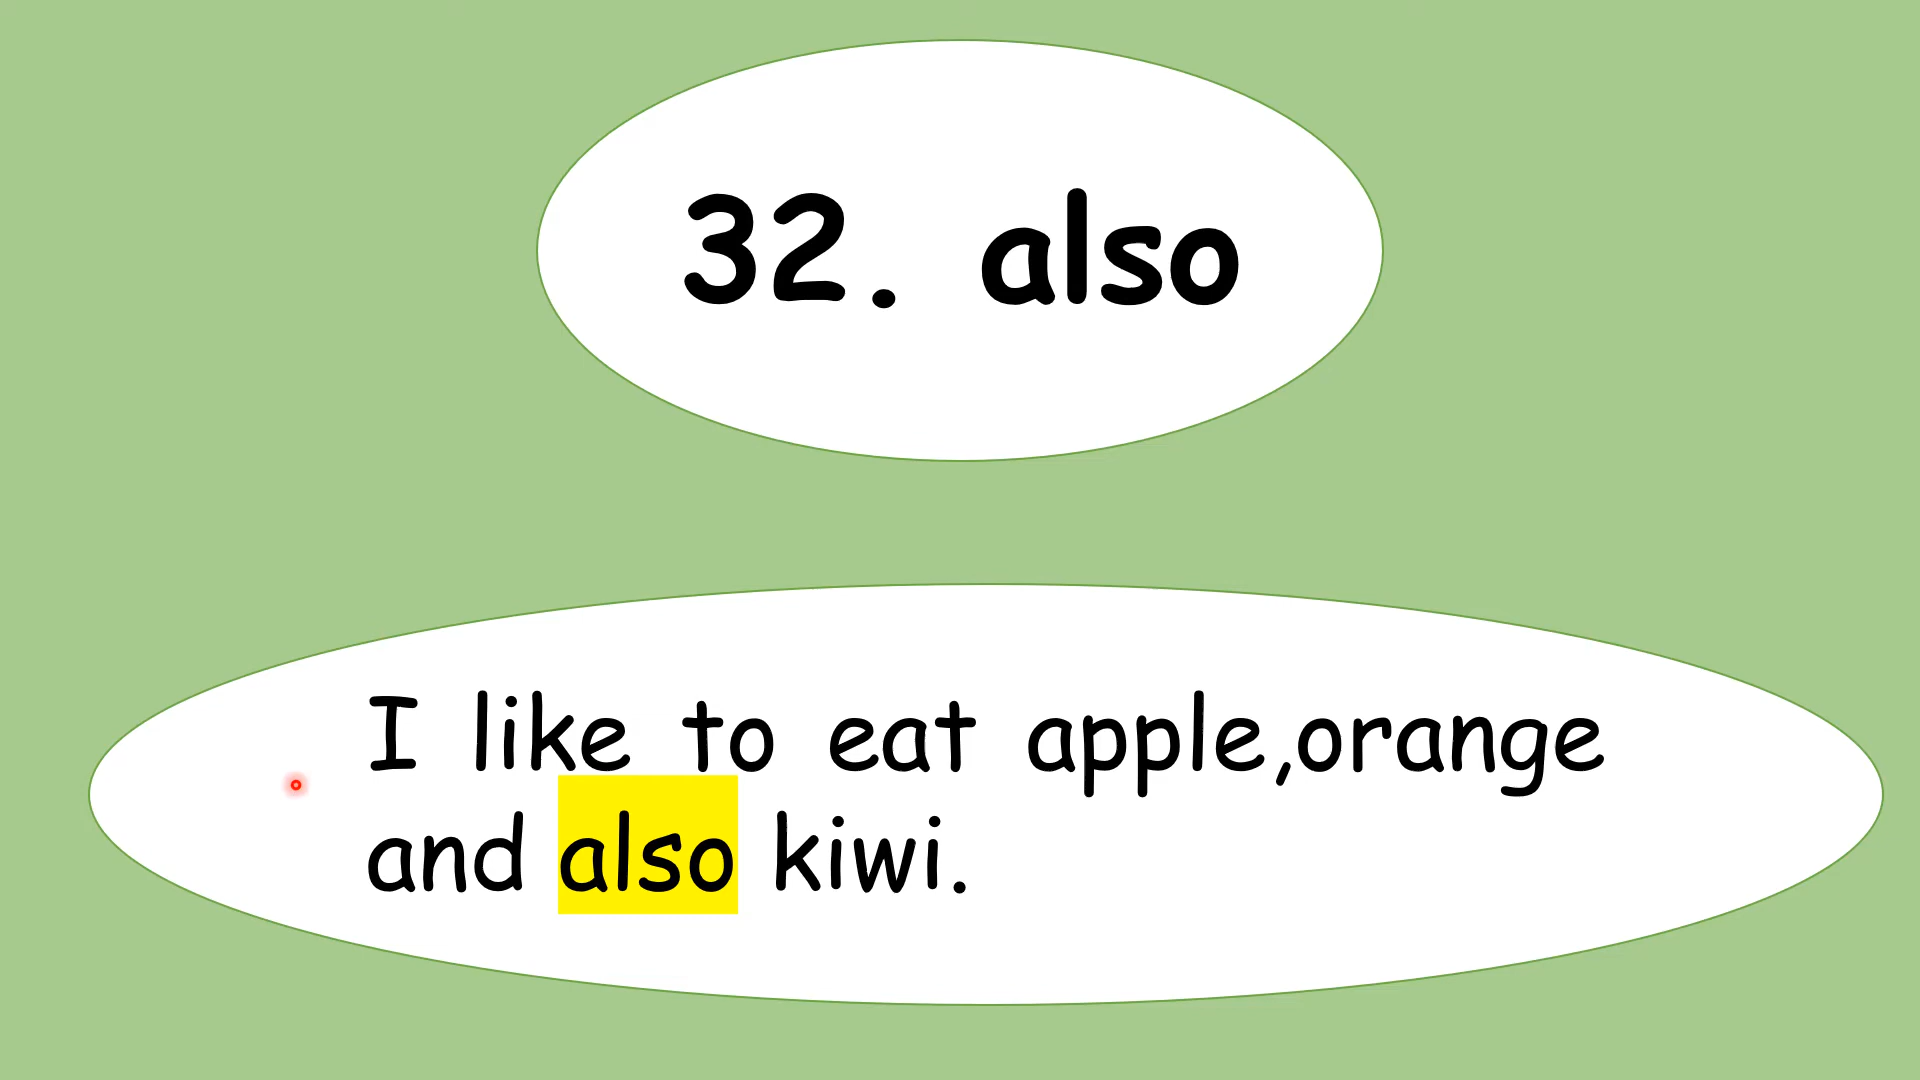 32. also
I like to eat apple,orange
and also kiwi.